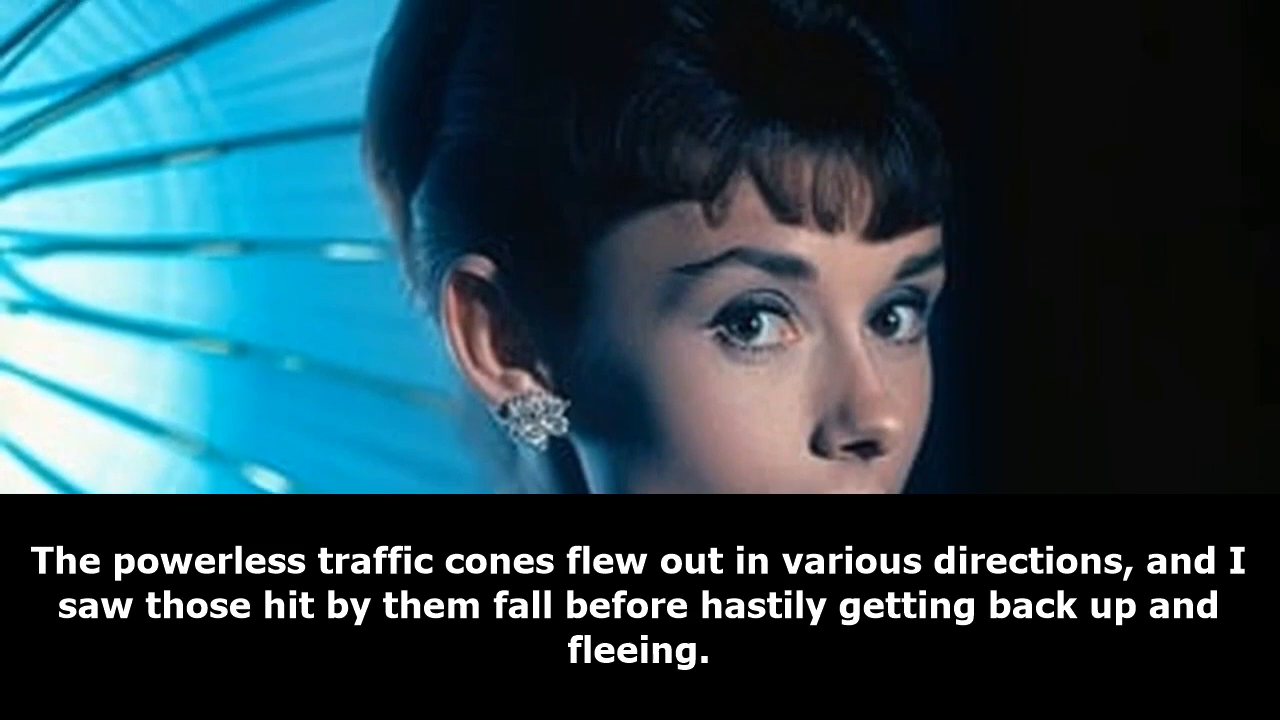 The powerless traffic cones flew out in various directions, and I
saw those hit by them fall before hastily getting back up and
fleeing.